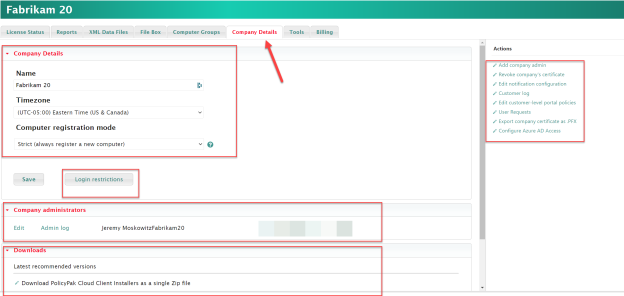 Fabrikam 20
License Status Reports XML Data Files File Box Computer Groups Company Details Tools Billing
Company Details
Name
Fabrikam 20
Timezone
(UTC-05:00) Eastern Time (US & Canada)
Computer registration mode
Strict (always register a new computer)
Save Login restrictions
Company administrators
Edit Admin log Jeremy MoskowitzFabrikam20
Downloads
Latest recommended versions
Download PolicyPak Cloud Client Installers as a single Zip file
Actions
Add company admin
Revoke company's certificate
Edit notification configuration
Customer log
Edit customer-level portal policies
User Requests
Export company certificate as .PFX
Configure Azure AD Access